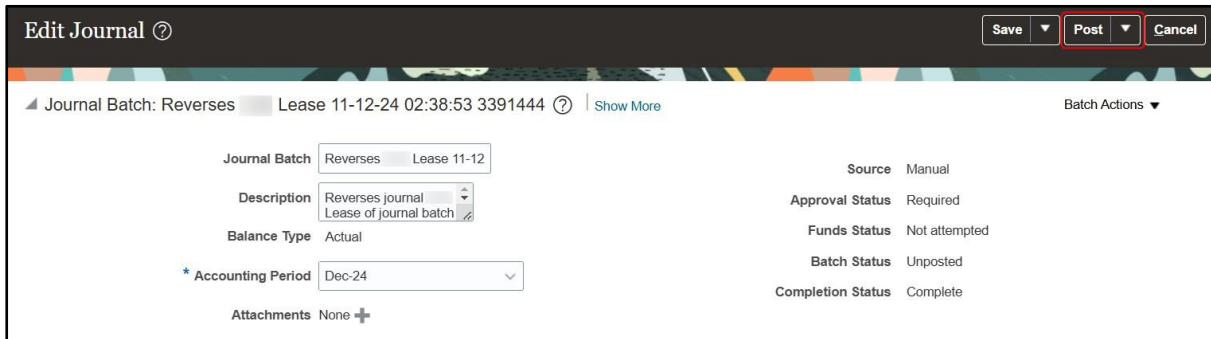 Edit Journal
Save Post Cancel
Journal Batch: Reverses Lease 11-12-24 02:38:53 3391444 Show More
Batch Actions
Journal Batch Reverses Lease 11-12
Description Reverses journal
Lease of journal batch
Balance Type Actual
* Accounting Period Dec-24
Attachments None
Source Manual
Approval Status Required
Funds Status Not attempted
Batch Status Unposted
Completion Status Complete